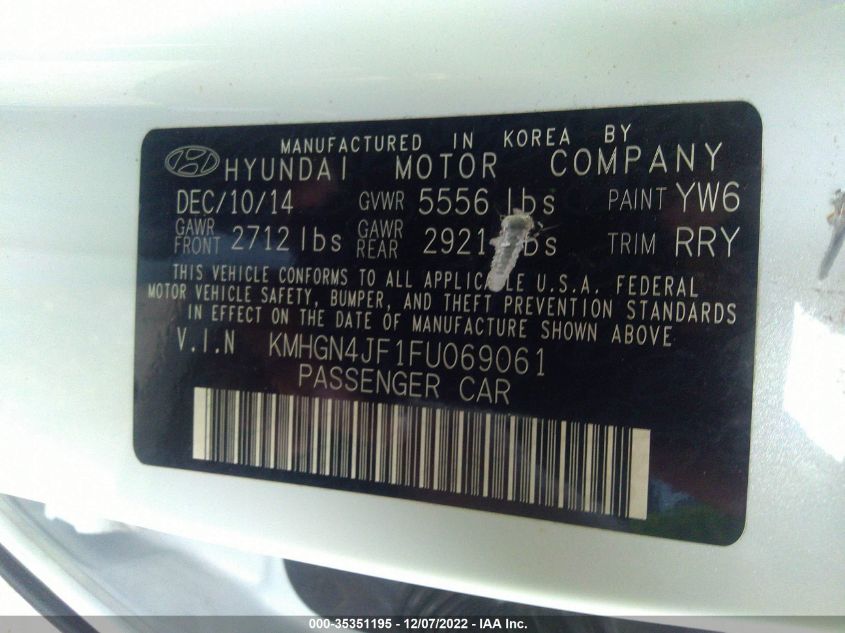 MANUFACTURED IN KOREA BY
HYUNDAI MOTOR COMPANY
DEC/10/14 GVWR 5556 lbs PAINT YW6
GAWR FRONT 2712 lbs GAWR REAR 2921 lbs TRIM RRY
THIS VEHICLE CONFORMS TO ALL APPLICABLE U.S.A. FEDERAL
MOTOR VEHICLE SAFETY, BUMPER, AND THEFT PREVENTION STANDARDS
IN EFFECT ON THE DATE OF MANUFACTURE SHOWN ABOVE
V.I.N KMHGN4JF1FU069061
PASSENGER CAR
000-35351195 - 12/07/2022 - IAA Inc.